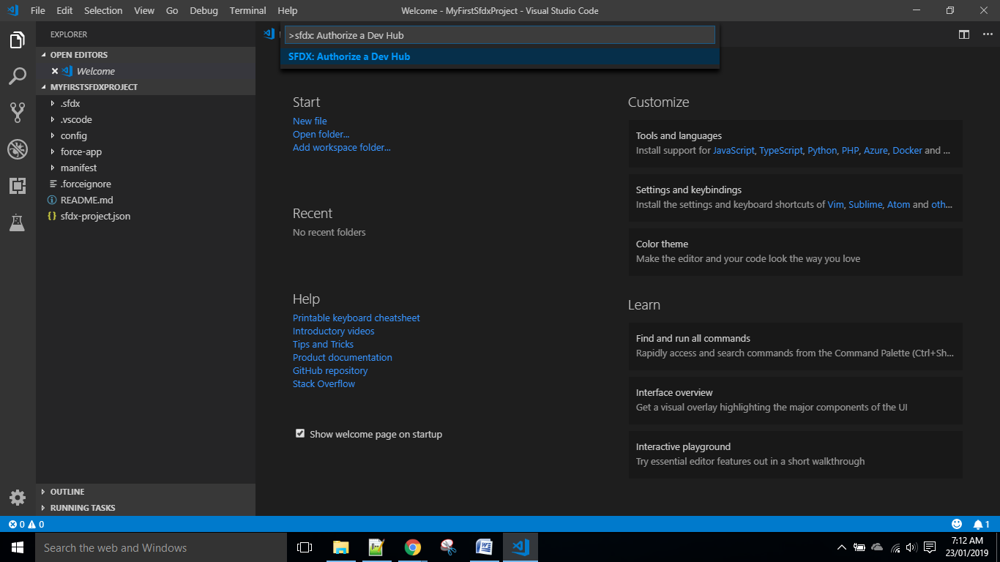 File Edit Selection View Go Debug Terminal Help Welcome - MyFirstSfdxProject - Visual Studio Code
EXPLORER
>sfdx: Authorize a Dev Hub
SFDX: Authorize a Dev Hub
OPEN EDITORS
Welcome
MYFIRSTSFDXPROJECT
.sfdx
.vscode
config
force-app
manifest
.forceignore
README.md
{} sfdx-project.json
OUTLINE
RUNNING TASKS
Start
New file
Open folder...
Add workspace folder...
Recent
No recent folders
Help
Printable keyboard cheatsheet
Introductory videos
Tips and Tricks
Product documentation
GitHub repository
Stack Overflow
Show welcome page on startup
Customize
Tools and languages
Install support for JavaScript, TypeScript, Python, PHP, Azure, Docker and ...
Settings and keybindings
Install the settings and keyboard shortcuts of Vim, Sublime, Atom and oth...
Color theme
Make the editor and your code look the way you love
Learn
Find and run all commands
Rapidly access and search commands from the Command Palette (Ctrl+Sh...
Interface overview
Get a visual overlay highlighting the major components of the UI
Interactive playground
Try essential editor features out in a short walkthrough
0 0 1
Search the web and Windows
7:12 AM
23/01/2019